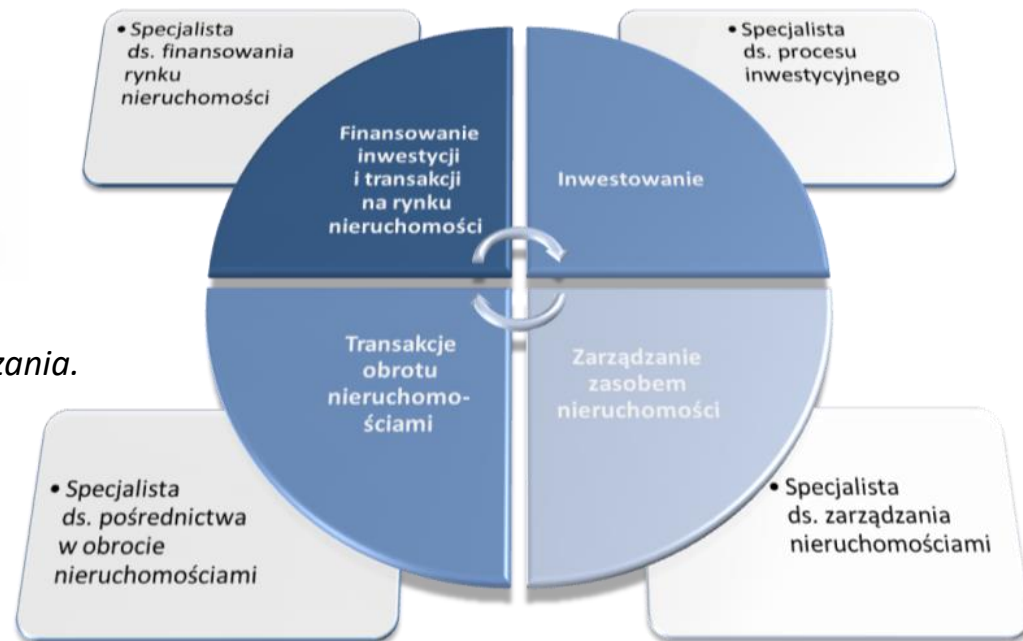 • Specjalista
ds. finansowania
rynku
nieruchomości
• Specjalista
ds. procesu
inwestycyjnego
Finansowanie
inwestycji
i transakcji
na rynku
nieruchomości
Inwestowanie
zania.
Transakcje
obrotu
nieruchomo-
ściami
Zarządzanie
zasobem
nieruchomości
• Specjalista
ds. pośrednictwa
w obrocie
nieruchomościami
• Specjalista
ds. zarządzania
nieruchomościami